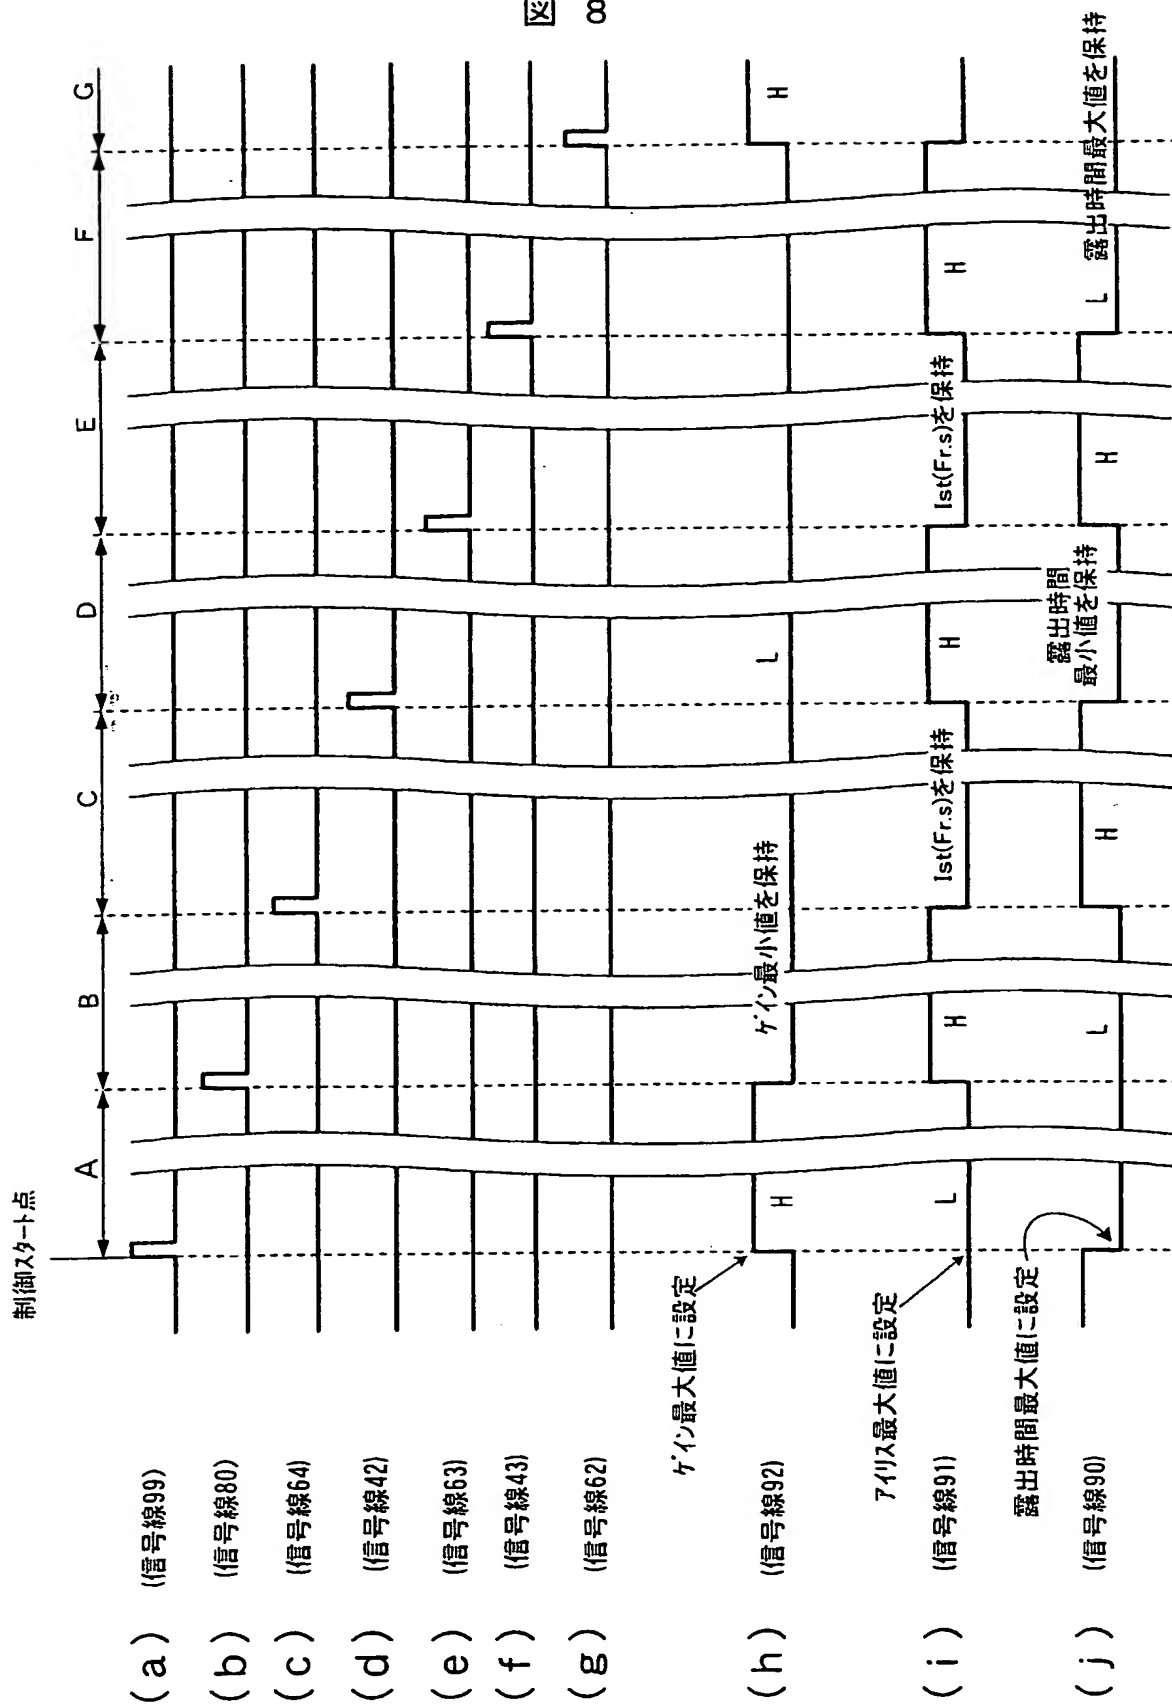 図 8
制御スタート点
A
B
C
D
E
F
G
(a) (信号線99)
(b) (信号線80)
(c) (信号線64)
(d) (信号線42)
(e) (信号線63)
(f) (信号線43)
(g) (信号線62)
ゲイン最大値に設定
(h) (信号線92)
H
ゲイン最小値を保持
L
H
アイリス最大値に設定
(i) (信号線91)
L
H
Ist(Fr.s)を保持
H
Ist(Fr.s)を保持
H
露出時間最大値に設定
(j) (信号線90)
L
H
露出時間
最小値を保持
H
L
露出時間最大値を保持